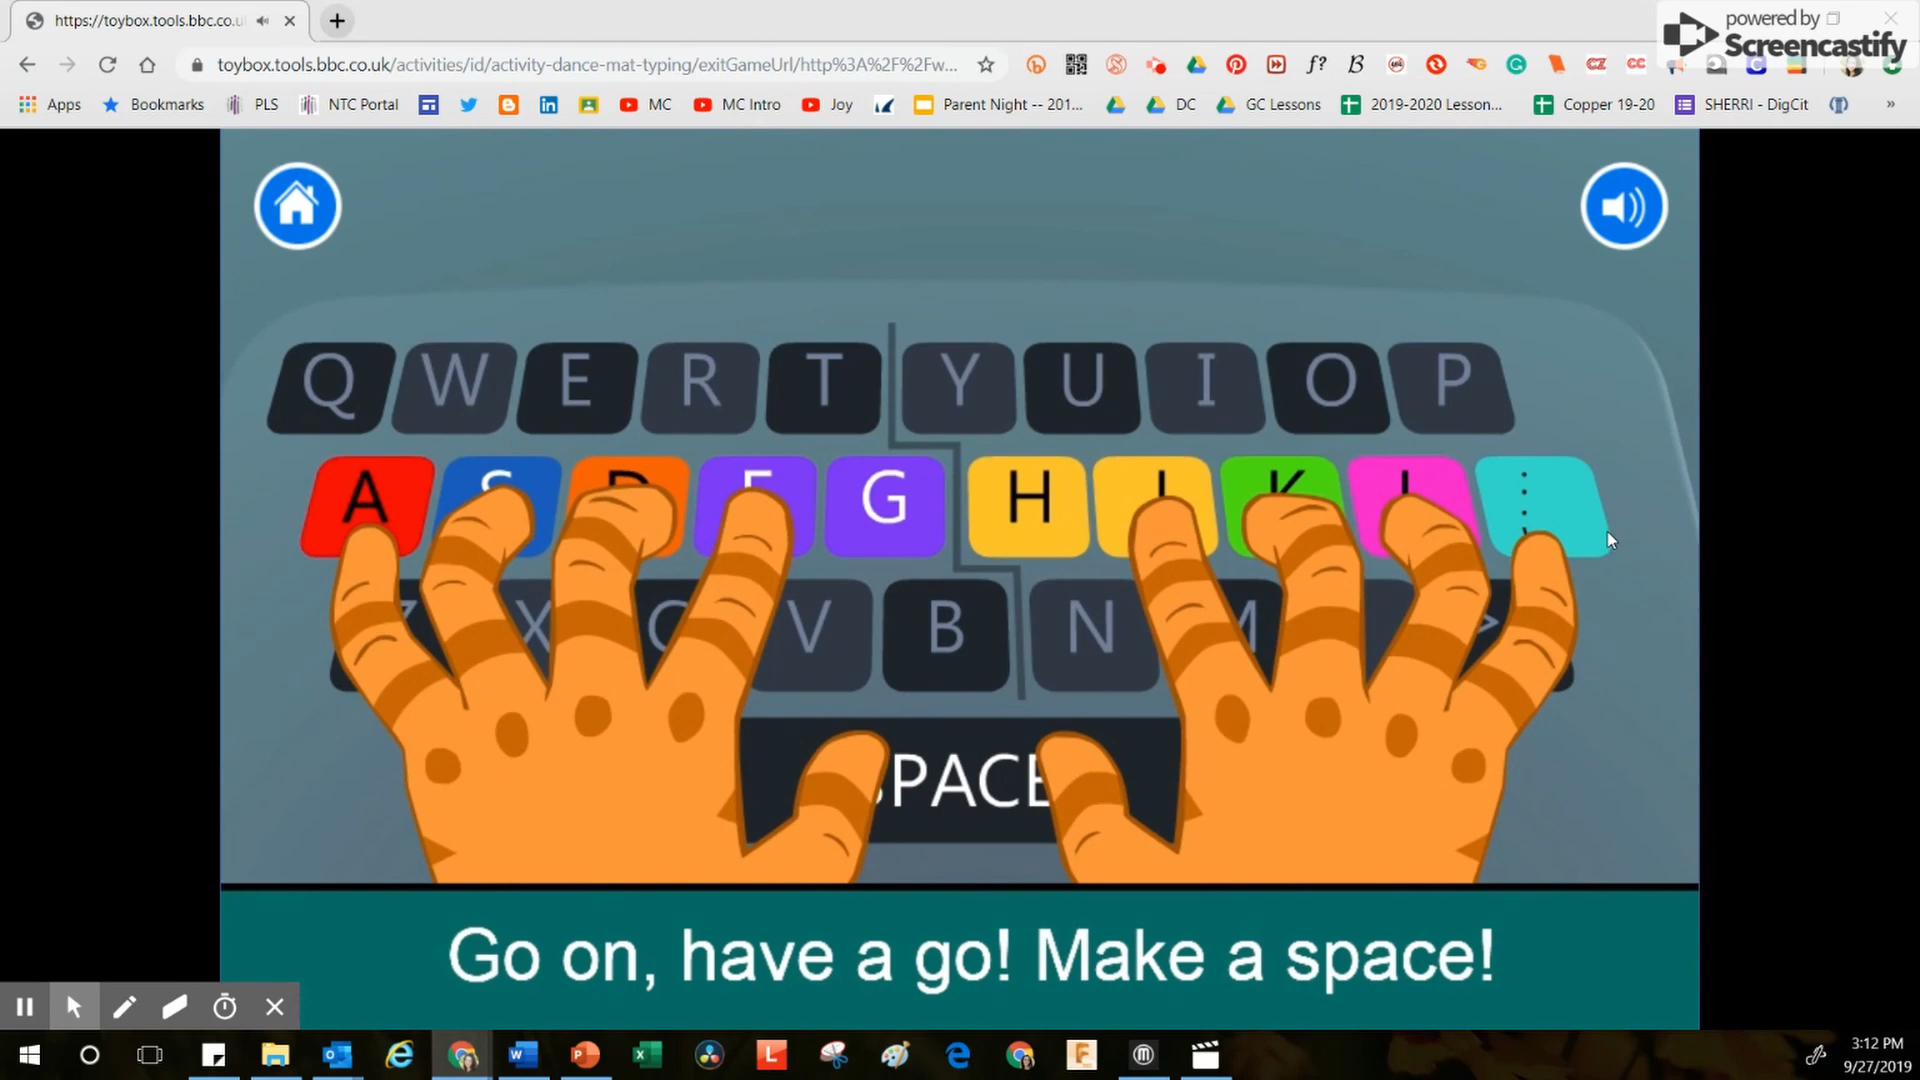 https://toybox.tools.bbc.co.u
powered by
Screencastify
toybox.tools.bbc.co.uk/activities/id/activity-dance-mat-typing/exitGameUrl/http%3A%2F%2Fw...
Apps Bookmarks PLS NTC Portal MC MC Intro Joy Parent Night -- 201... DC GC Lessons 2019-2020 Lesson... Copper 19-20 SHERRI - DigCit »
Q W E R T Y U I O P
A S D F G H J K L ;
Z X C V B N M >
SPACE
Go on, have a go! Make a space!
3:12 PM
9/27/2019